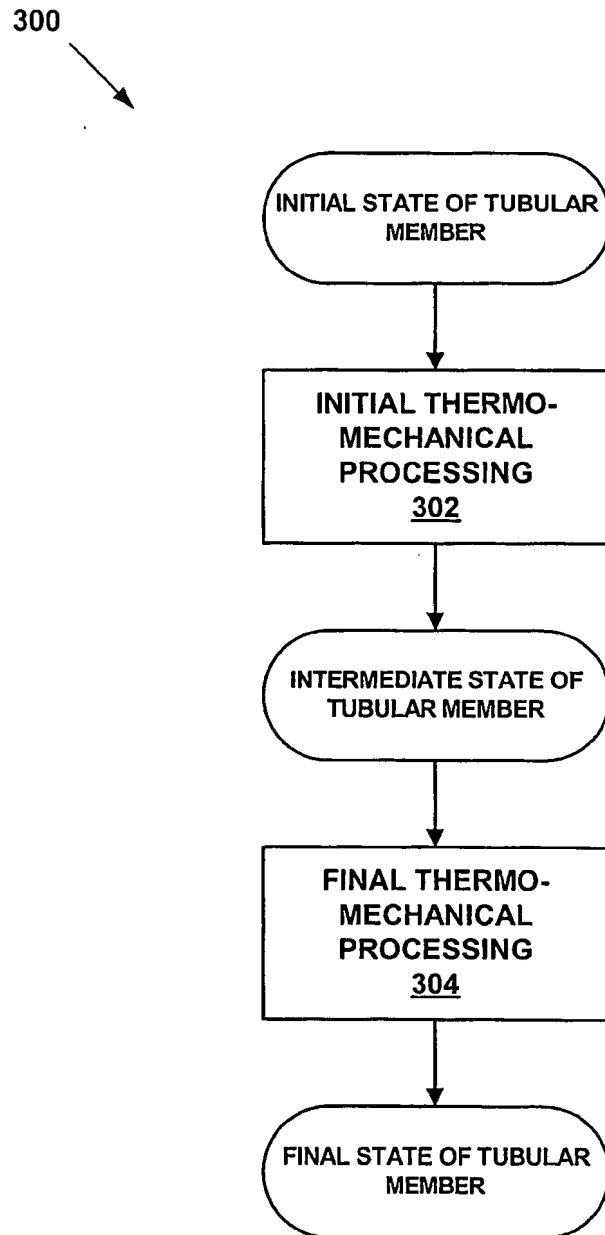 300
INITIAL STATE OF TUBULAR
MEMBER
INITIAL THERMO-
MECHANICAL
PROCESSING
302
INTERMEDIATE STATE OF
TUBULAR MEMBER
FINAL THERMO-
MECHANICAL
PROCESSING
304
FINAL STATE OF TUBULAR
MEMBER